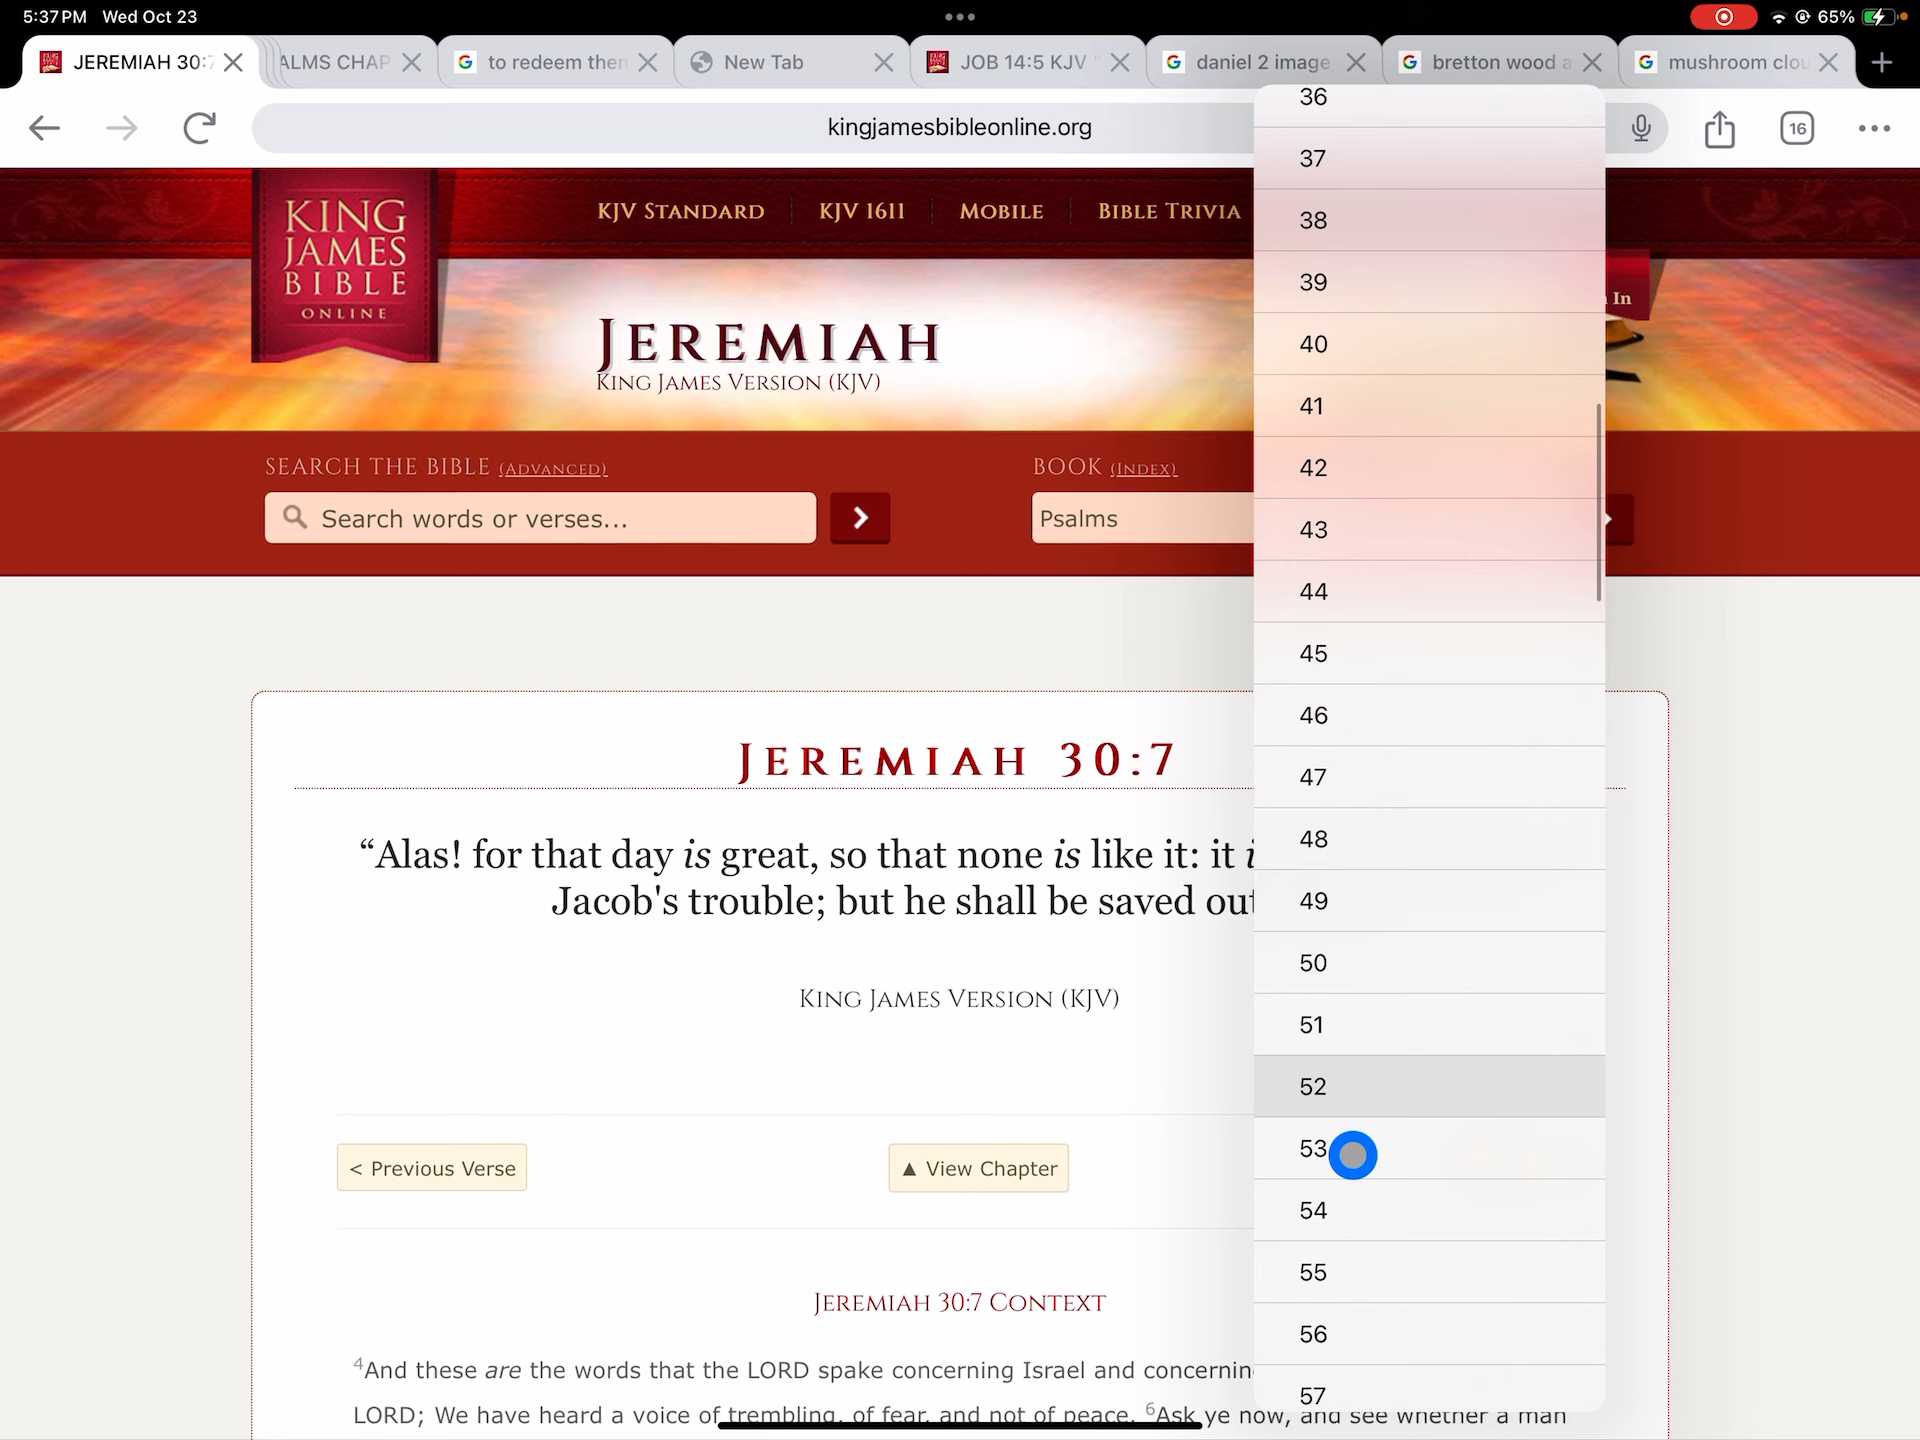 5:37 PM Wed Oct 23
65%
JEREMIAH 30:7
ALMS CHAP
to redeem then
New Tab
JOB 14:5 KJV "
daniel 2 image
bretton wood a
mushroom clou
kingjamesbibleonline.org
16
KING
JAMES
BIBLE
ONLINE
KJV STANDARD
KJV 1611
MOBILE
BIBLE TRIVIA
In
JEREMIAH
KING JAMES VERSION (KJV)
SEARCH THE BIBLE (ADVANCED)
Search words or verses...
BOOK (INDEX)
Psalms
36
37
38
39
40
41
42
43
44
45
46
47
48
49
50
51
52
53
54
55
56
57
JEREMIAH 30:7
“Alas! for that day is great, so that none is like it: it
Jacob's trouble; but he shall be saved out
KING JAMES VERSION (KJV)
< Previous Verse
▲ View Chapter
JEREMIAH 30:7 CONTEXT
4And these are the words that the LORD spake concerning Israel and concerning
LORD; We have heard a voice of trembling, of fear, and not of peace. 6Ask ye now, and see whether a man